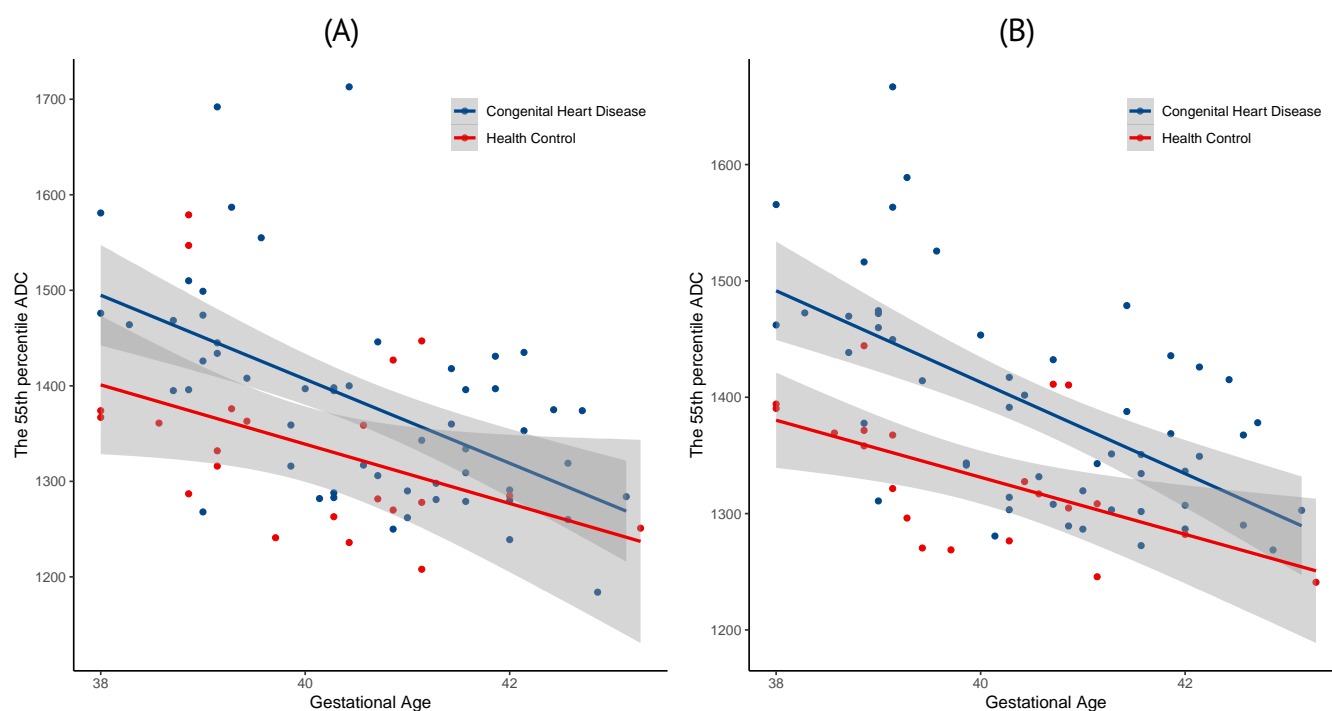 (A)
The 55th percentile ADC
1700
1600
1500
1400
1300
1200
Congenital Heart Disease
Health Control
38
40
42
Gestational Age
(B)
The 55th percentile ADC
1600
1500
1400
1300
1200
Congenital Heart Disease
Health Control
38
40
42
Gestational Age